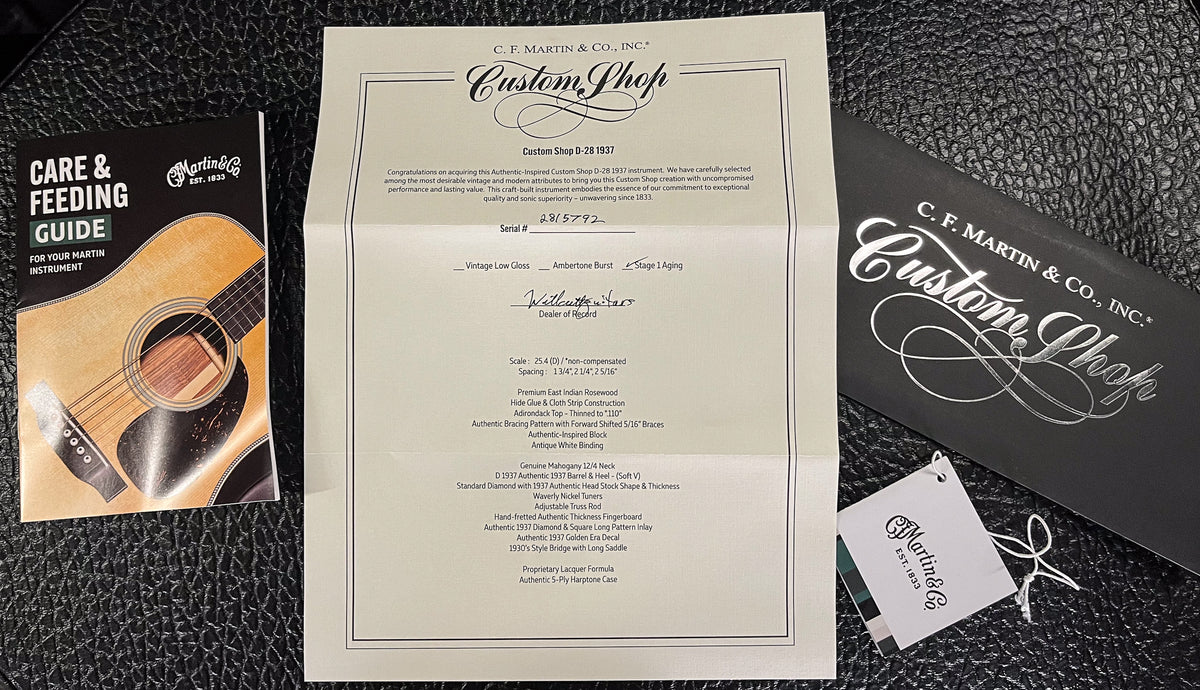 CARE &
FEEDING
GUIDE
FOR YOUR MARTIN
INSTRUMENT
CFMartin & Co.
EST. 1833
C. F. MARTIN & CO., INC.®
Custom Shop
Custom Shop D-28 1937
Congratulations on acquiring this Authentic-Inspired Custom Shop D-28 1937 instrument. We have carefully selected
among the most desirable vintage and modern attributes to bring you this Custom Shop creation with uncompromised
performance and lasting value. This craft-built instrument embodies the essence of our commitment to exceptional
quality and sonic superiority – unwavering since 1833.
Serial # 2815792
__ Vintage Low Gloss __ Ambertone Burst ✓ Stage 1 Aging
Dealer of Record
Scale : 25.4 (D) / *non-compensated
Spacing : 1 3/4", 2 1/4", 2 5/16"
Premium East Indian Rosewood
Hide Glue & Cloth Strip Construction
Adirondack Top - Thinned to ".110"
Authentic Bracing Pattern with Forward Shifted 5/16" Braces
Authentic-Inspired Block
Antique White Binding
Genuine Mahogany 12/4 Neck
D 1937 Authentic 1937 Barrel & Heel - (Soft V)
Standard Diamond with 1937 Authentic Head Stock Shape & Thickness
Waverly Nickel Tuners
Adjustable Truss Rod
Hand-fretted Authentic Thickness Fingerboard
Authentic 1937 Diamond & Square Long Pattern Inlay
Authentic 1937 Golden Era Decal
1930's Style Bridge with Long Saddle
Proprietary Lacquer Formula
Authentic 5-Ply Harptone Case
C. F. MARTIN & CO., INC.®
Custom Shop
CFMartin & Co.
EST. 1833